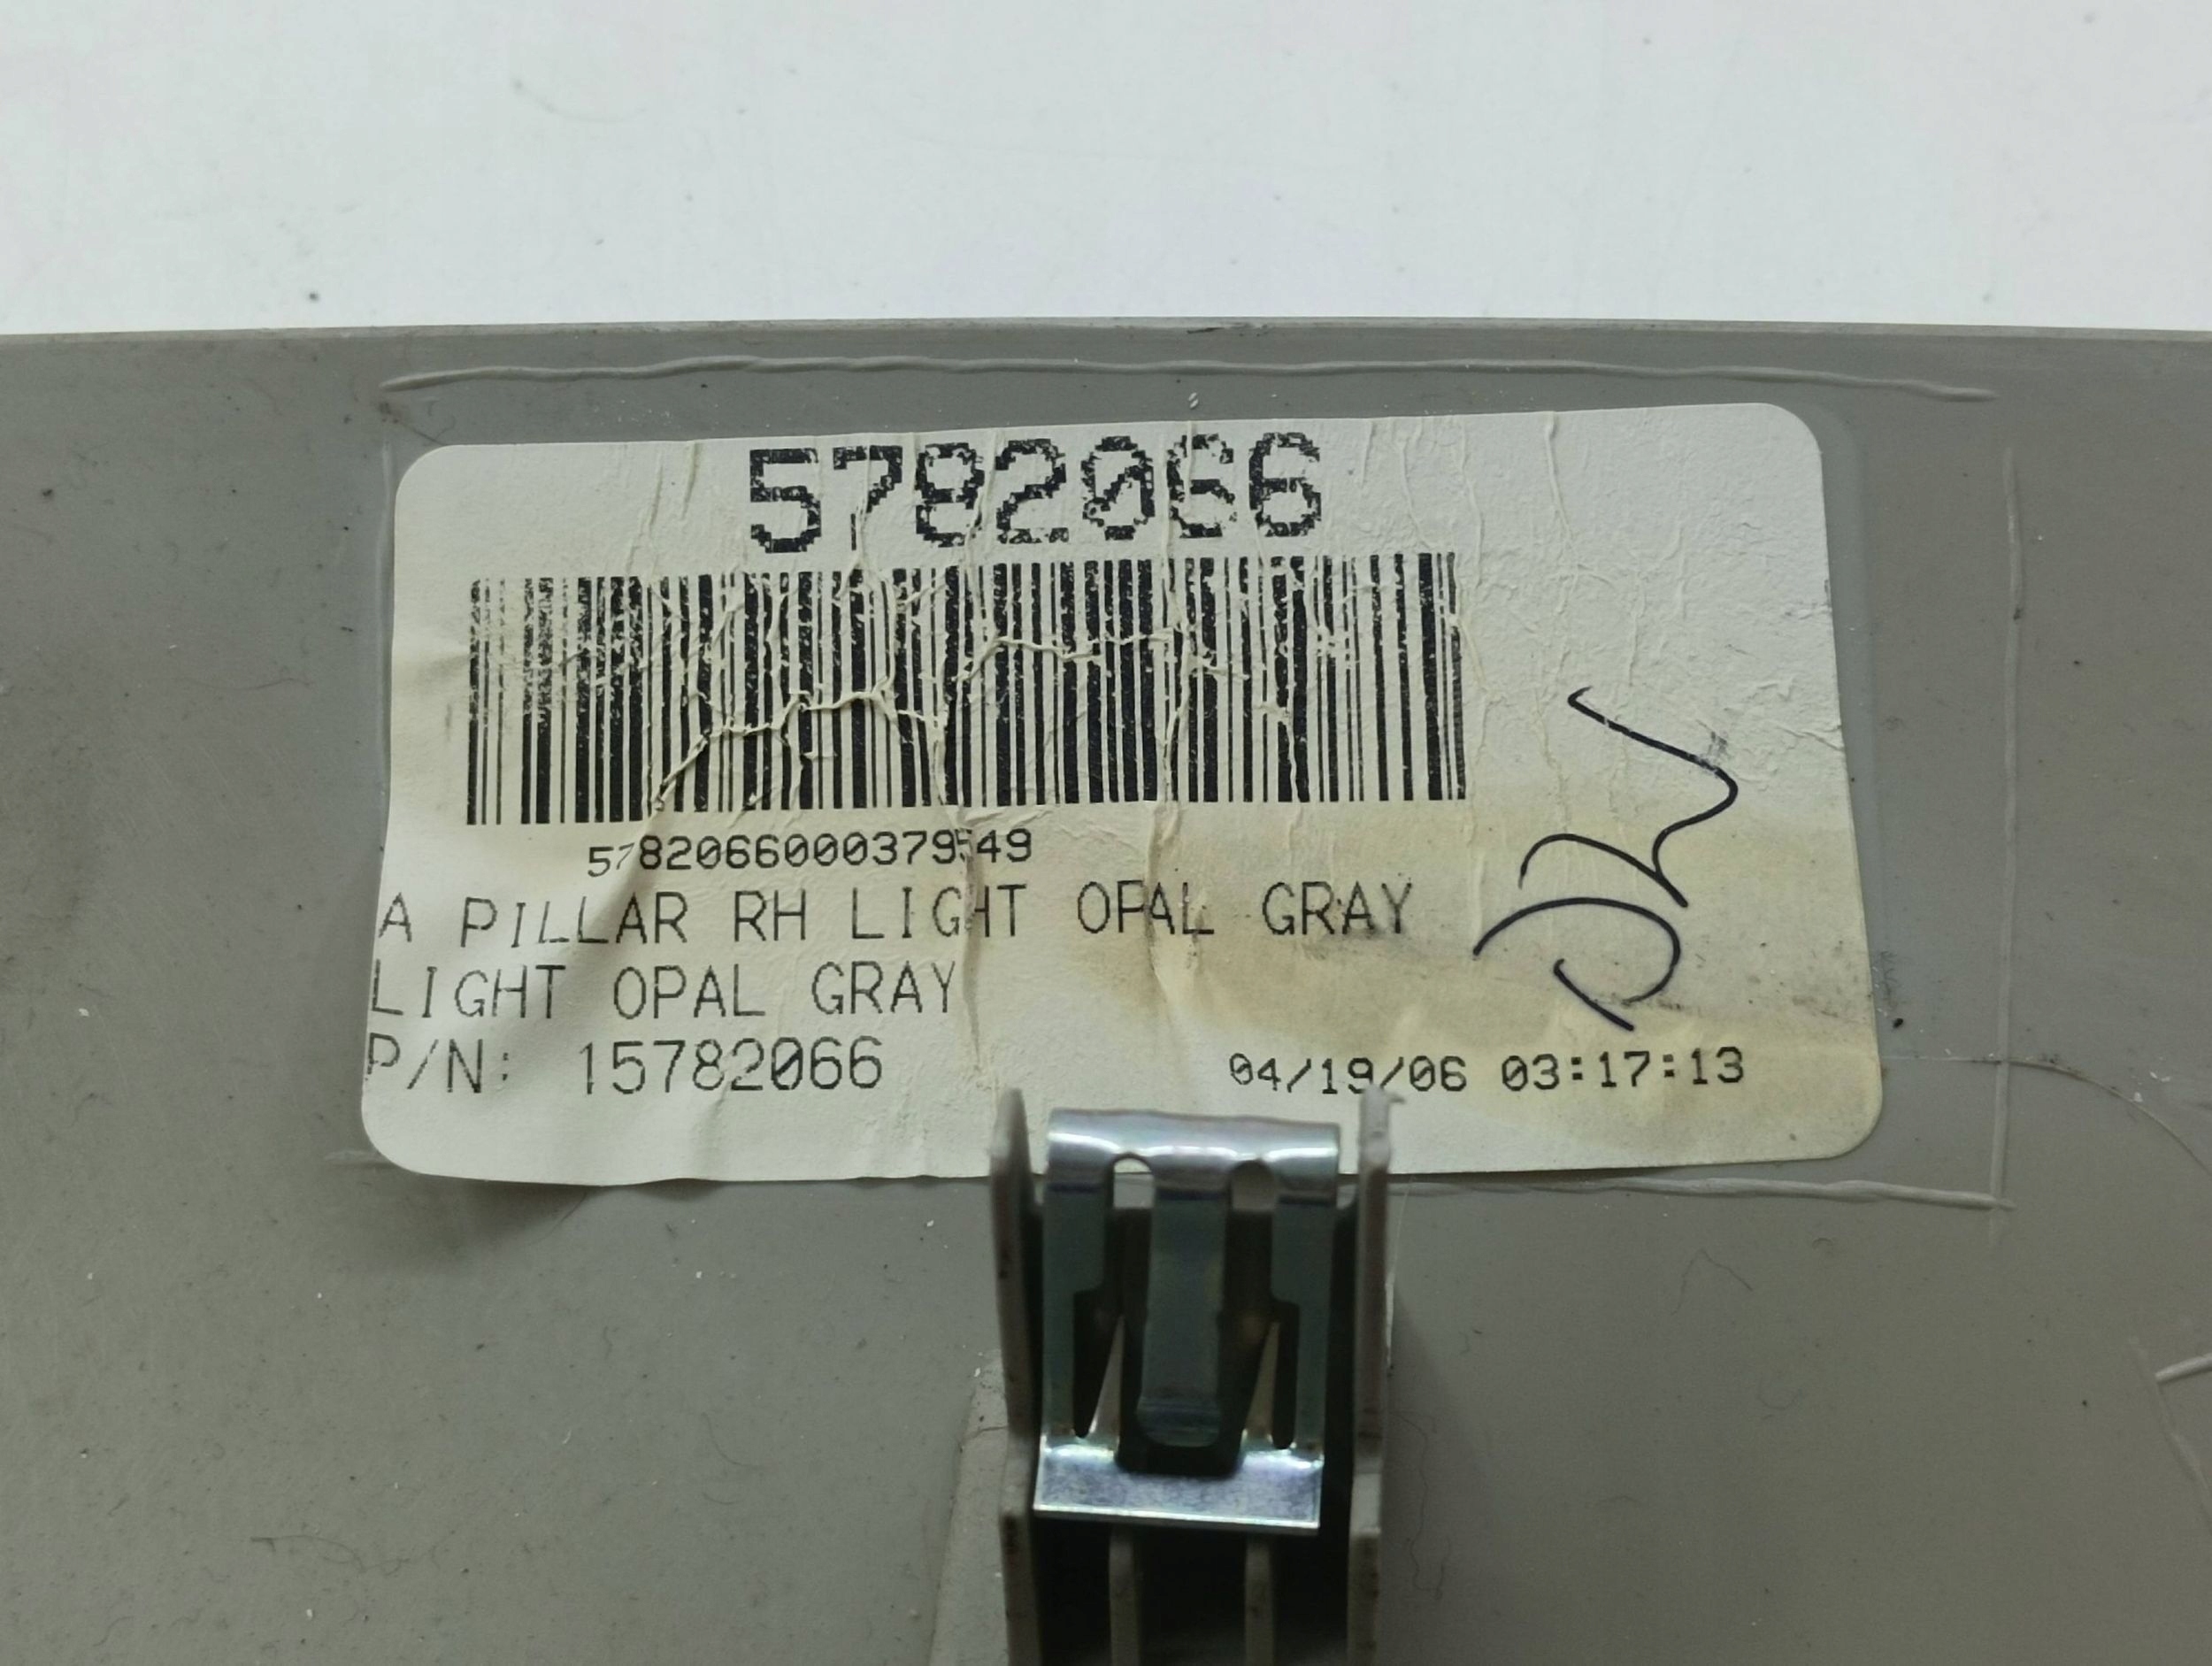 5782066
5782066000379549
A PILLAR RH LIGHT OPAL GRAY
LIGHT OPAL GRAY
P/N: 15782066
04/19/06 03:17:13